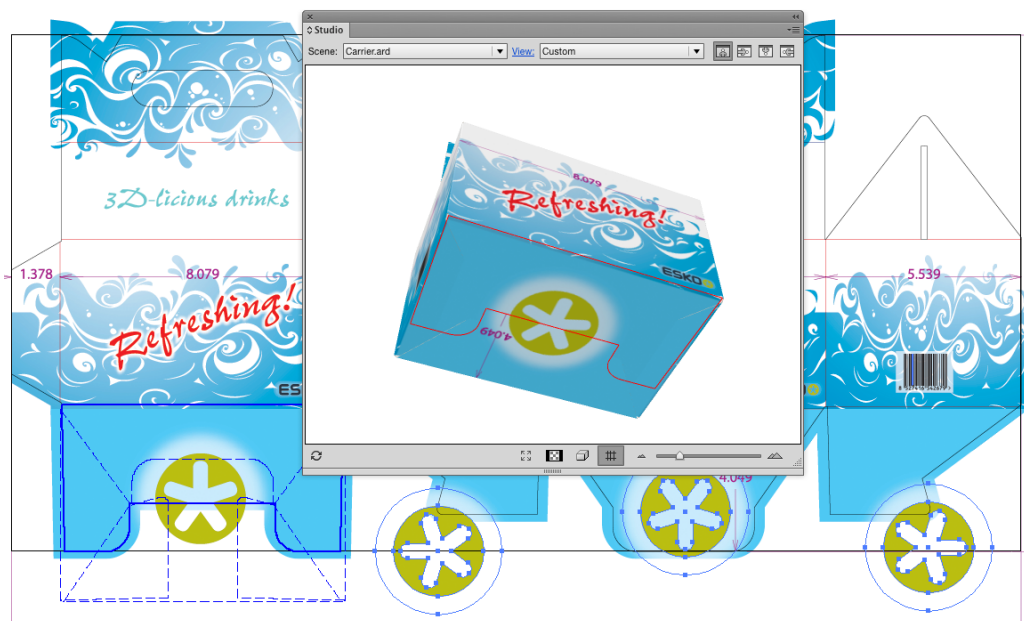 Studio
Scene: Carrier.ard View: Custom
3D-licious drinks
8.079
Refreshing!
ESKO
4.049
1.378
8.079
5.539
Refreshing!
ES
4.049